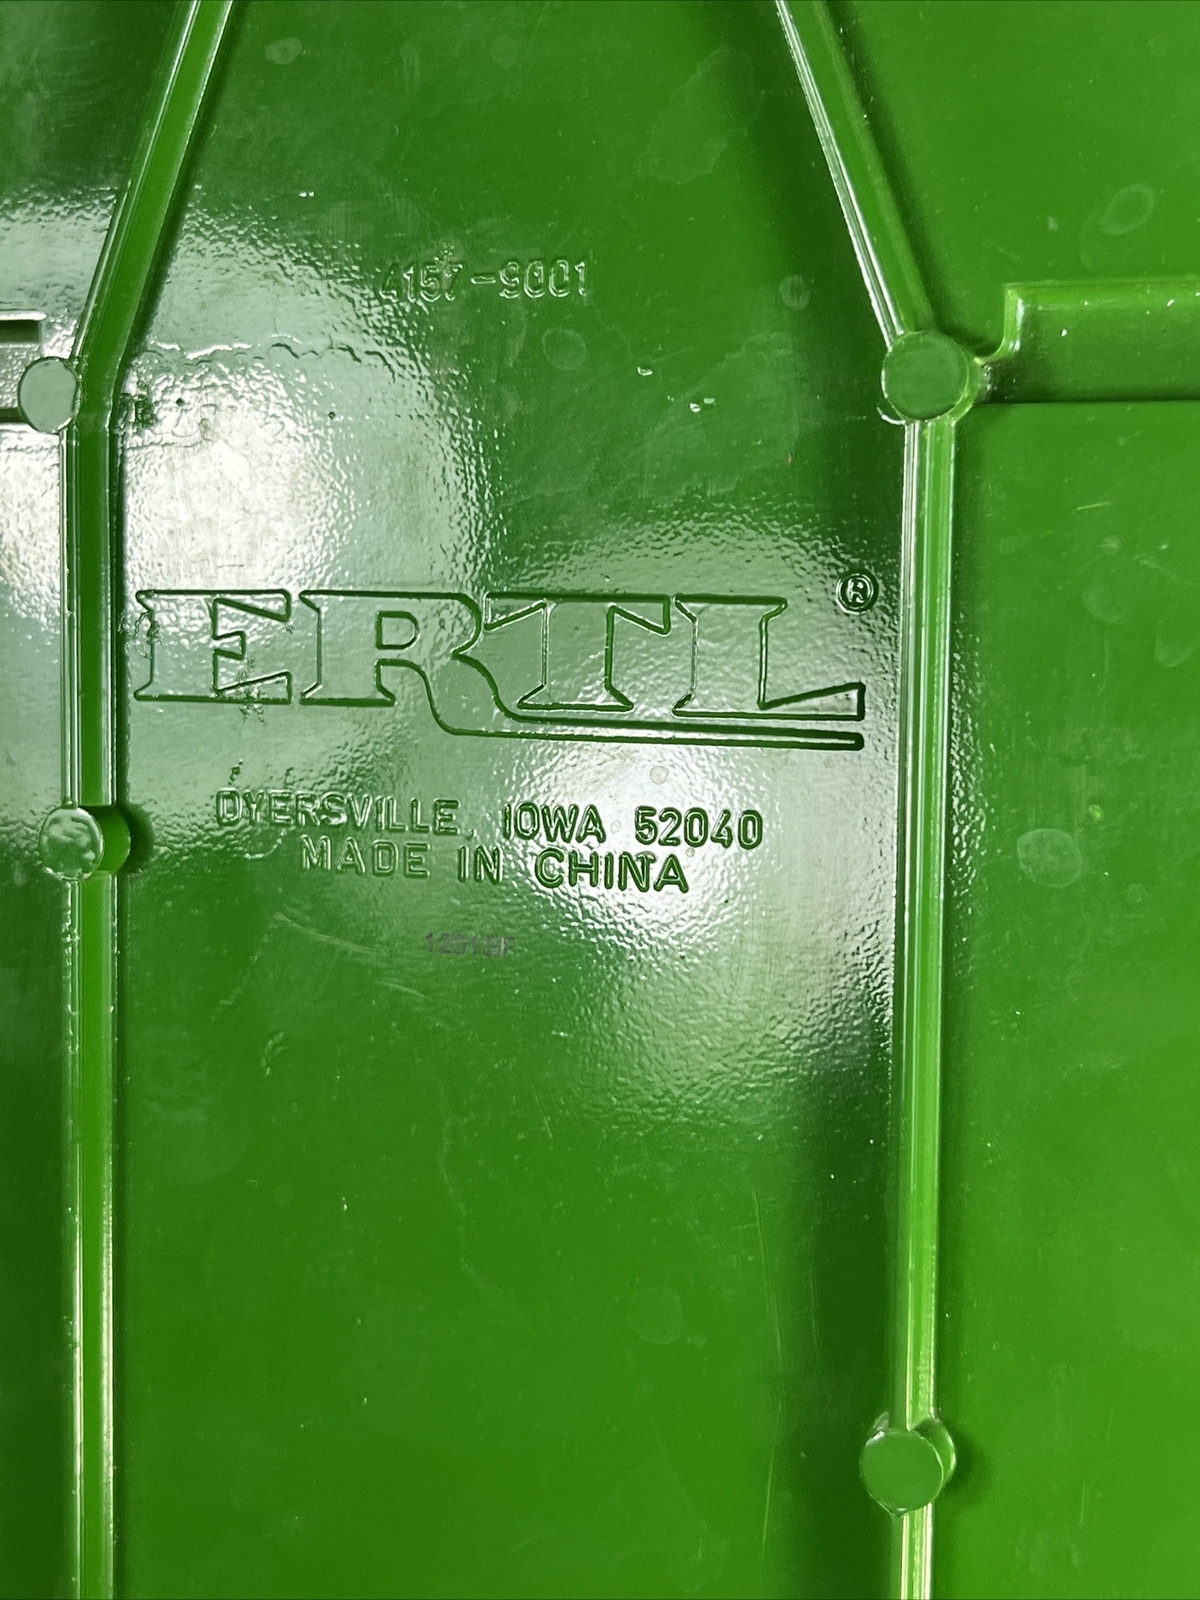 4157-9001
ERTL®
DYERSVILLE, IOWA 52040
MADE IN CHINA